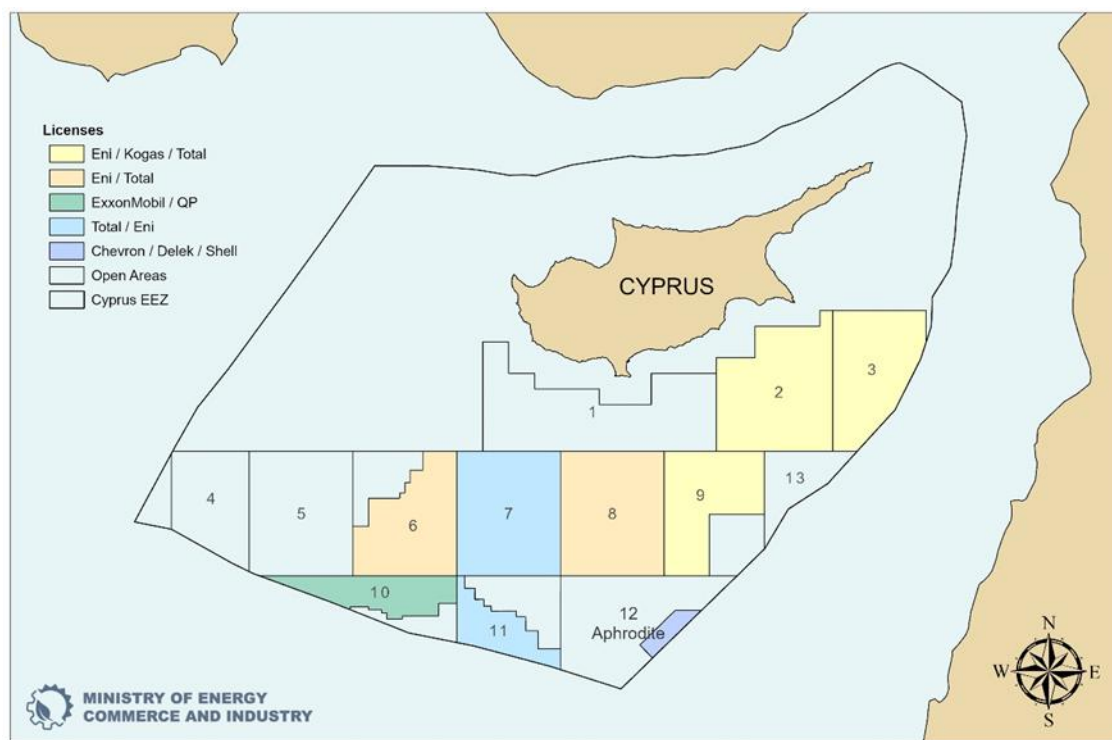 Licenses
Eni / Kogas / Total
Eni / Total
ExxonMobil / QP
Total / Eni
Chevron / Delek / Shell
Open Areas
Cyprus EEZ
CYPRUS
3
2
1
13
4
5
6
7
8
9
10
11
12
Aphrodite
N
W E
S
MINISTRY OF ENERGY
COMMERCE AND INDUSTRY